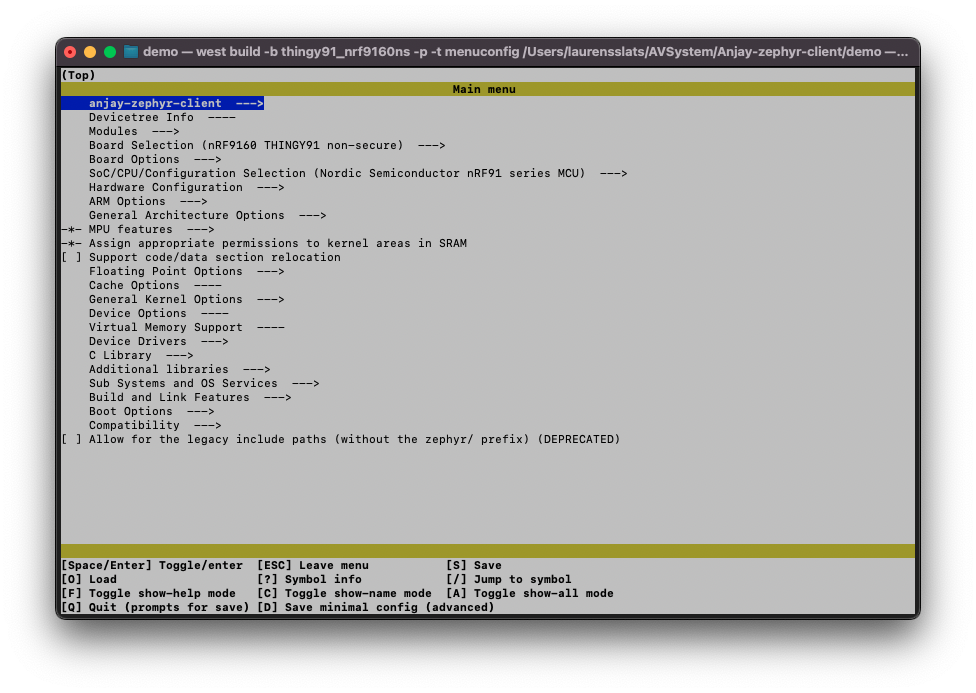 demo — west build -b thingy91_nrf9160ns -p -t menuconfig /Users/laurensslats/AVSystem/Anjay-zephyr-client/demo —...
(Top)
Main menu
anjay-zephyr-client  --->
Devicetree Info  ----
Modules  --->
Board Selection (nRF9160 THINGY91 non-secure)  --->
Board Options  --->
SoC/CPU/Configuration Selection (Nordic Semiconductor nRF91 series MCU)  --->
Hardware Configuration  --->
ARM Options  --->
General Architecture Options  --->
-*- MPU features  --->
-*- Assign appropriate permissions to kernel areas in SRAM
[ ] Support code/data section relocation
Floating Point Options  --->
Cache Options  ----
General Kernel Options  --->
Device Options  ----
Virtual Memory Support  ----
Device Drivers  --->
C Library  --->
Additional libraries  --->
Sub Systems and OS Services  --->
Build and Link Features  --->
Boot Options  --->
Compatibility  --->
[ ] Allow for the legacy include paths (without the zephyr/ prefix) (DEPRECATED)
[Space/Enter] Toggle/enter  [ESC] Leave menu  [S] Save
[O] Load  [?] Symbol info  [/] Jump to symbol
[F] Toggle show-help mode  [C] Toggle show-name mode  [A] Toggle show-all mode
[Q] Quit (prompts for save) [D] Save minimal config (advanced)